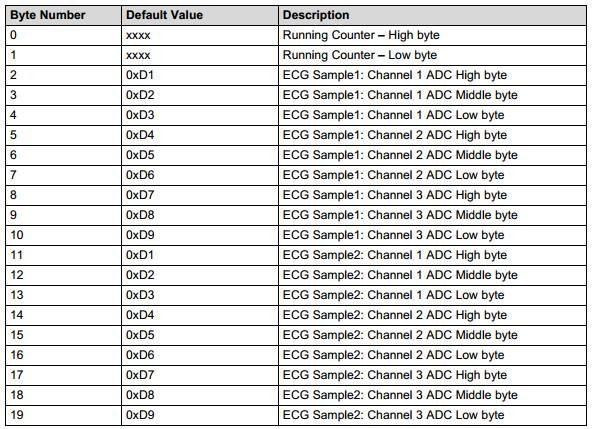 Byte Number Default Value Description
0 xxxx Running Counter – High byte
1 xxxx Running Counter – Low byte
2 0xD1 ECG Sample1: Channel 1 ADC High byte
3 0xD2 ECG Sample1: Channel 1 ADC Middle byte
4 0xD3 ECG Sample1: Channel 1 ADC Low byte
5 0xD4 ECG Sample1: Channel 2 ADC High byte
6 0xD5 ECG Sample1: Channel 2 ADC Middle byte
7 0xD6 ECG Sample1: Channel 2 ADC Low byte
8 0xD7 ECG Sample1: Channel 3 ADC High byte
9 0xD8 ECG Sample1: Channel 3 ADC Middle byte
10 0xD9 ECG Sample1: Channel 3 ADC Low byte
11 0xD1 ECG Sample2: Channel 1 ADC High byte
12 0xD2 ECG Sample2: Channel 1 ADC Middle byte
13 0xD3 ECG Sample2: Channel 1 ADC Low byte
14 0xD4 ECG Sample2: Channel 2 ADC High byte
15 0xD5 ECG Sample2: Channel 2 ADC Middle byte
16 0xD6 ECG Sample2: Channel 2 ADC Low byte
17 0xD7 ECG Sample2: Channel 3 ADC High byte
18 0xD8 ECG Sample2: Channel 3 ADC Middle byte
19 0xD9 ECG Sample2: Channel 3 ADC Low byte